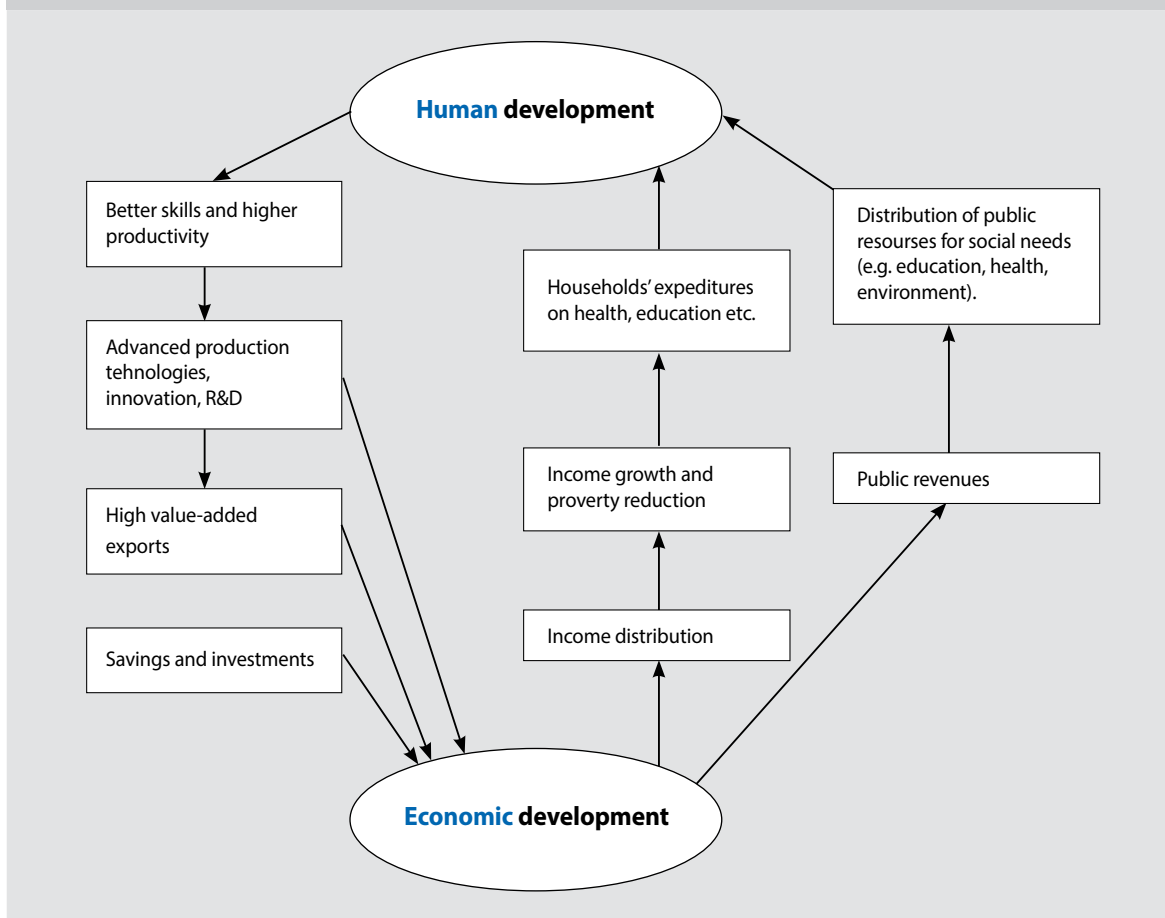 Human development
Better skills and higher
productivity
Advanced production
tehnologies,
innovation, R&D
High value-added
exports
Savings and investments
Households’ expeditures
on health, education etc.
Income growth and
proverty reduction
Income distribution
Distribution of public
resourses for social needs
(e.g. education, health,
environment).
Public revenues
Economic development